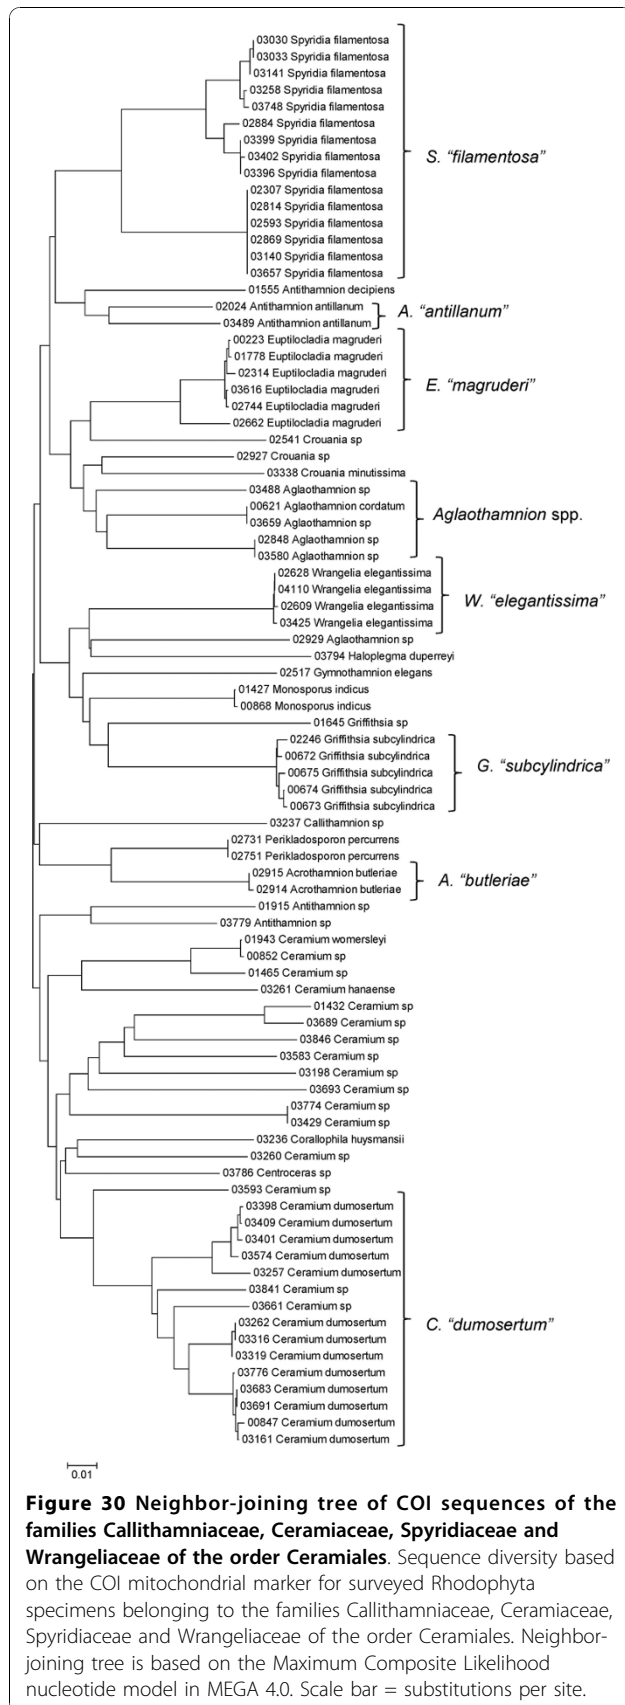 03030 Spyridia filamentosa
03033 Spyridia filamentosa
03141 Spyridia filamentosa
03258 Spyridia filamentosa
03748 Spyridia filamentosa
02884 Spyridia filamentosa
03399 Spyridia filamentosa
03402 Spyridia filamentosa
S. “filamentosa”
03396 Spyridia filamentosa
02307 Spyridia filamentosa
02814 Spyridia filamentosa
02593 Spyridia filamentosa
02869 Spyridia filamentosa
03140 Spyridia filamentosa
03657 Spyridia filamentosa
01555 Antithamnion decipiens
02024 Antithamnion antillanum
A. “antillanum”
03489 Antithamnion antillanum
00223 Euptilocladia magruderi
01778 Euptilocladia magruderi
02314 Euptilocladia magruderi
03616 Euptilocladia magruderi
E. “magruderi”
02744 Euptilocladia magruderi
02662 Euptilocladia magruderi
02541 Crouania sp
02927 Crouania sp
03338 Crouania minutissima
03488 Aglaothamnion sp
00621 Aglaothamnion cordatum
03659 Aglaothamnion sp
Aglaothamnion spp.
02848 Aglaothamnion sp
03580 Aglaothamnion sp
02628 Wrangelia elegantissima
04110 Wrangelia elegantissima
02609 Wrangelia elegantissima
W. “elegantissima”
03425 Wrangelia elegantissima
02929 Aglaothamnion sp
03794 Haloplegma duperreyi
02517 Gymnothamnion elegans
01427 Monosporus indicus
00868 Monosporus indicus
01645 Griffithsia sp
02246 Griffithsia subcylindrica
00672 Griffithsia subcylindrica
00675 Griffithsia subcylindrica
G. “subcylindrica”
00674 Griffithsia subcylindrica
00673 Griffithsia subcylindrica
03237 Callithamnion sp
02731 Perikladosporon percurrens
02751 Perikladosporon percurrens
02915 Acrothamnion butleriae
A. “butleriae”
02914 Acrothamnion butleriae
01915 Antithamnion sp
03779 Antithamnion sp
01943 Ceramium womersleyi
00852 Ceramium sp
01465 Ceramium sp
03261 Ceramium hanaense
01432 Ceramium sp
03689 Ceramium sp
03846 Ceramium sp
03583 Ceramium sp
03198 Ceramium sp
03693 Ceramium sp
03774 Ceramium sp
03429 Ceramium sp
03236 Corallophila huysmansii
03260 Ceramium sp
03786 Centroceras sp
03593 Ceramium sp
03398 Ceramium dumosertum
03409 Ceramium dumosertum
03401 Ceramium dumosertum
03574 Ceramium dumosertum
03257 Ceramium dumosertum
03841 Ceramium sp
03661 Ceramium sp
03262 Ceramium dumosertum
C. “dumosertum”
03316 Ceramium dumosertum
03319 Ceramium dumosertum
03776 Ceramium dumosertum
03683 Ceramium dumosertum
03691 Ceramium dumosertum
00847 Ceramium dumosertum
03161 Ceramium dumosertum
0.01
Figure 30 Neighbor-joining tree of COI sequences of the
families Callithamniaceae, Ceramiaceae, Spyridiaceae and
Wrangeliaceae of the order Ceramiales. Sequence diversity based
on the COI mitochondrial marker for surveyed Rhodophyta
specimens belonging to the families Callithamniaceae, Ceramiaceae,
Spyridiaceae and Wrangeliaceae of the order Ceramiales. Neighbor-
joining tree is based on the Maximum Composite Likelihood
nucleotide model in MEGA 4.0. Scale bar = substitutions per site.